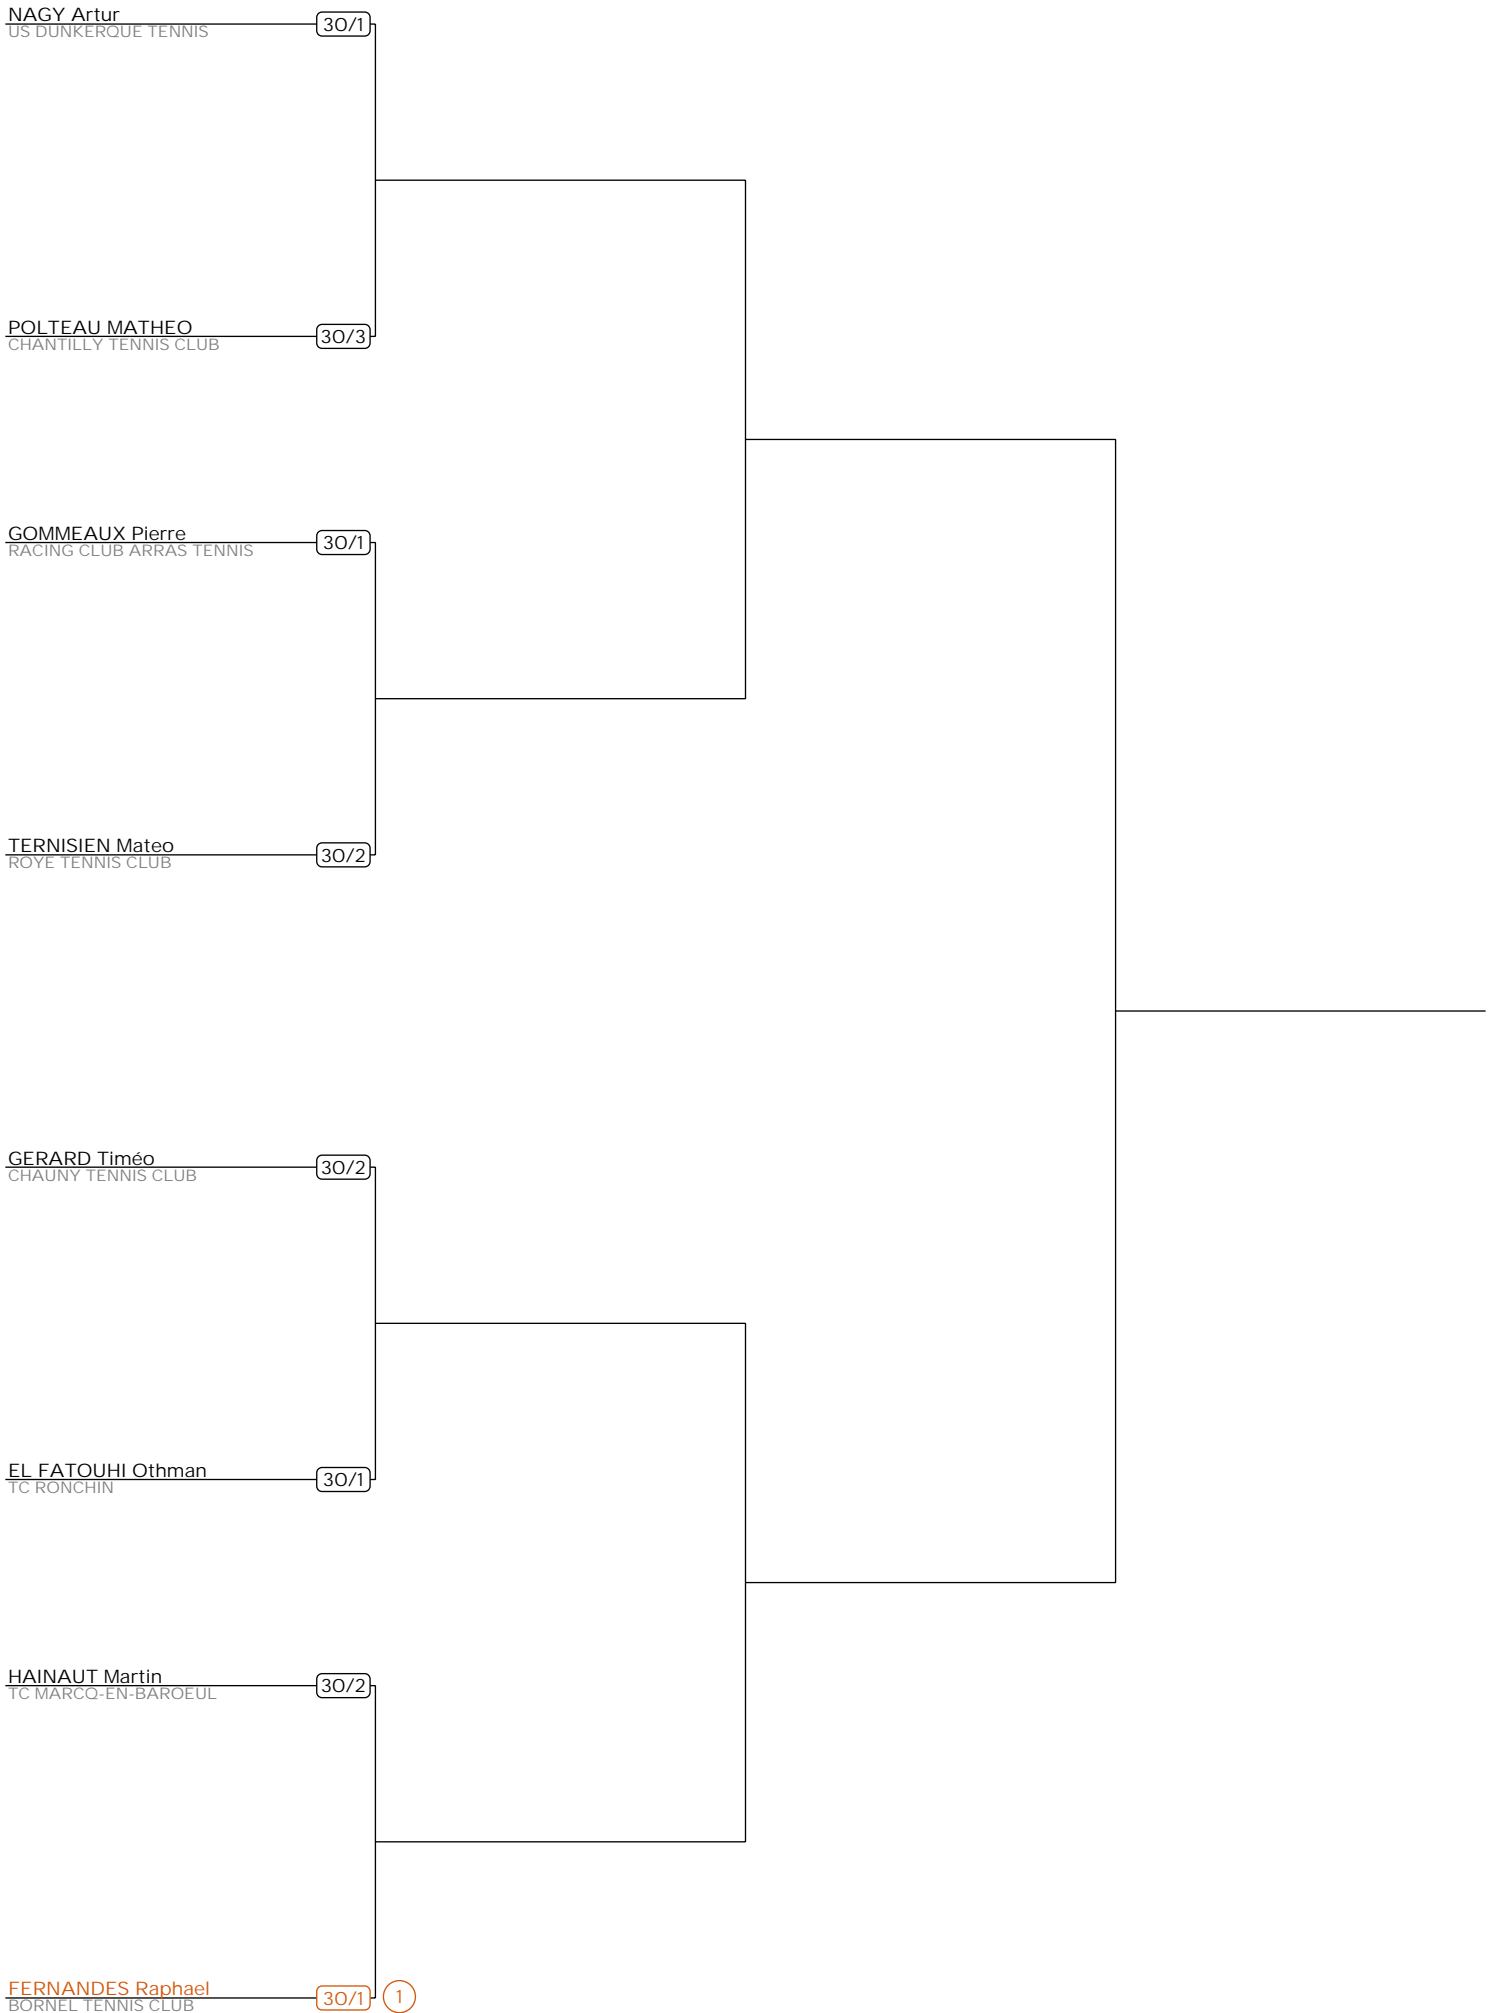 NAGY Artur
US DUNKERQUE TENNIS
30/1
POLTEAU MATHEO
CHANTILLY TENNIS CLUB
30/3
GOMMEAUX Pierre
RACING CLUB ARRAS TENNIS
30/1
TERNISIEN Mateo
ROYE TENNIS CLUB
30/2
GERARD Timéo
CHAUNY TENNIS CLUB
30/2
EL FATOUHI Othman
TC RONCHIN
30/1
HAINAUT Martin
TC MARCQ-EN-BAROEUL
30/2
FERNANDES Raphael
BORNEL TENNIS CLUB
30/1
1